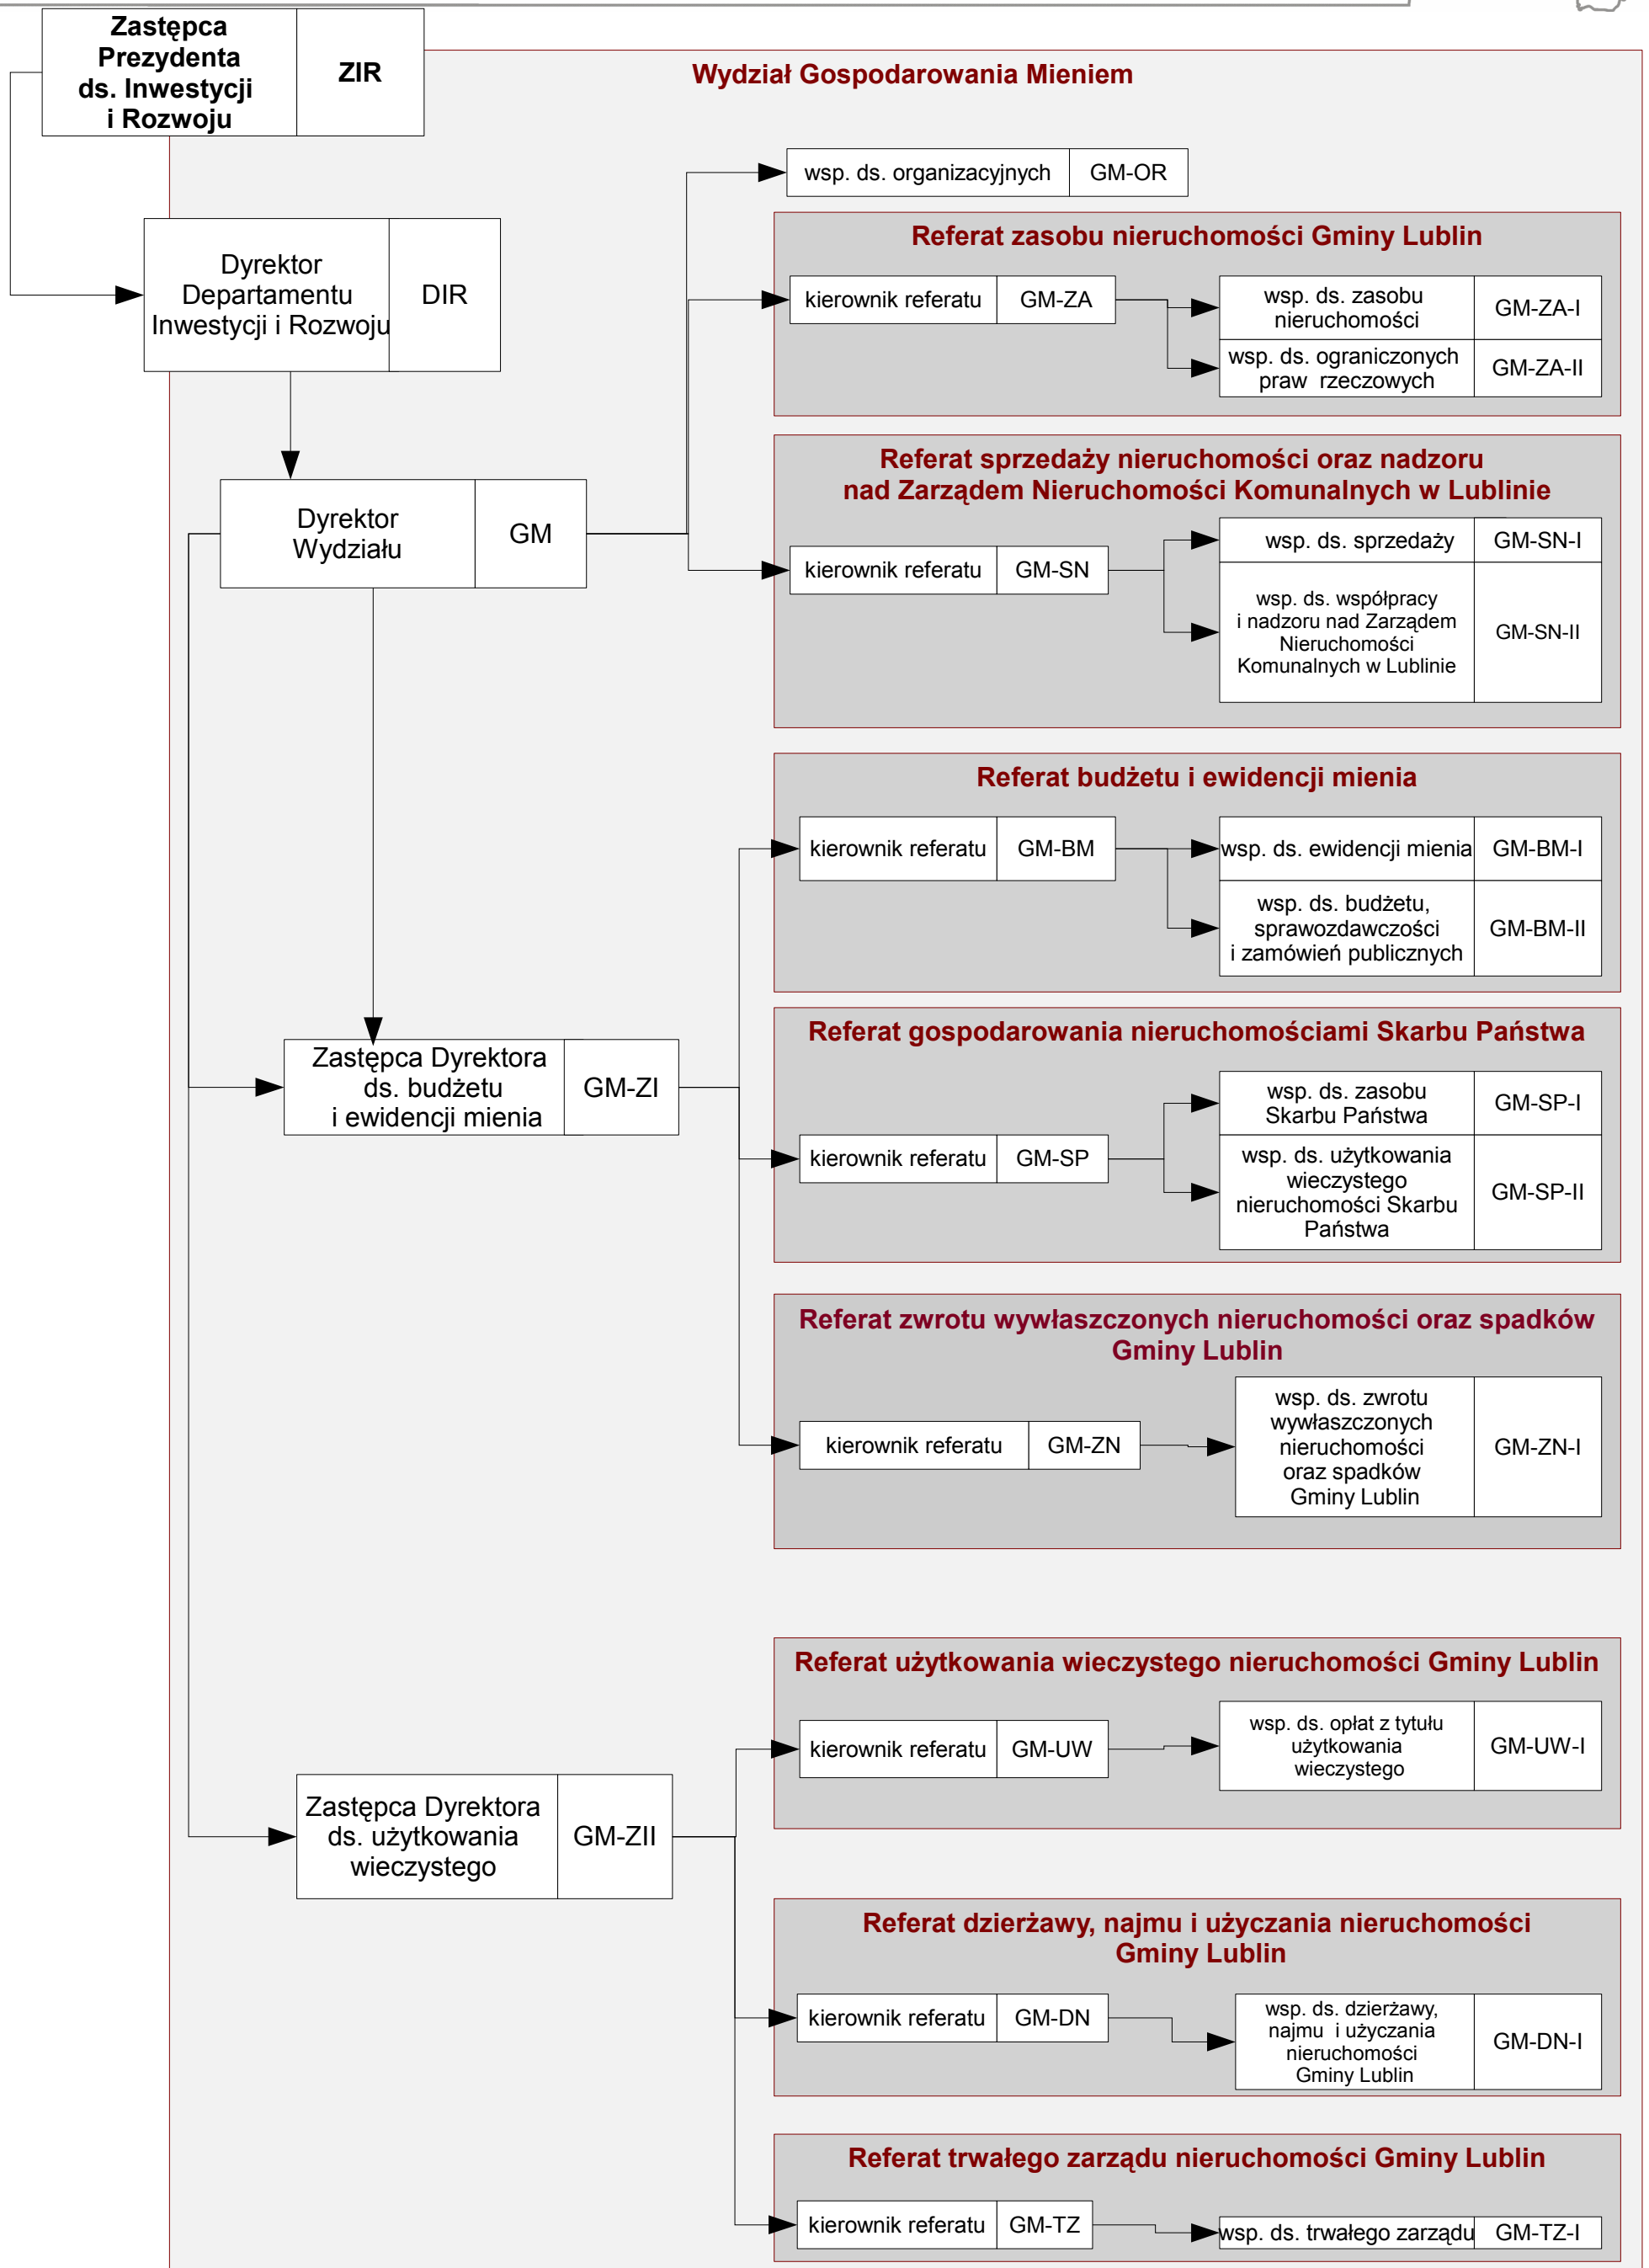 Zastępca
Prezydenta
ds. Inwestycji
i Rozwoju
ZIR
Wydział Gospodarowania Mieniem
wsp. ds. organizacyjnych
GM-OR
Dyrektor
Departamentu
Inwestycji i Rozwoju
DIR
Referat zasobu nieruchomości Gminy Lublin
kierownik referatu
GM-ZA
wsp. ds. zasobu
nieruchomości
GM-ZA-I
wsp. ds. ograniczonych
praw rzeczowych
GM-ZA-II
Dyrektor
Wydziału
GM
Referat sprzedaży nieruchomości oraz nadzoru
nad Zarządem Nieruchomości Komunalnych w Lublinie
kierownik referatu
GM-SN
wsp. ds. sprzedaży
GM-SN-I
wsp. ds. współpracy
i nadzoru nad Zarządem
Nieruchomości
Komunalnych w Lublinie
GM-SN-II
Referat budżetu i ewidencji mienia
kierownik referatu
GM-BM
wsp. ds. ewidencji mienia
GM-BM-I
wsp. ds. budżetu,
sprawozdawczości
i zamówień publicznych
GM-BM-II
Zastępca Dyrektora
ds. budżetu
i ewidencji mienia
GM-ZI
Referat gospodarowania nieruchomościami Skarbu Państwa
kierownik referatu
GM-SP
wsp. ds. zasobu
Skarbu Państwa
GM-SP-I
wsp. ds. użytkowania
wieczystego
nieruchomości Skarbu
Państwa
GM-SP-II
Referat zwrotu wywłaszczonych nieruchomości oraz spadków
Gminy Lublin
kierownik referatu
GM-ZN
wsp. ds. zwrotu
wywłaszczonych
nieruchomości
oraz spadków
Gminy Lublin
GM-ZN-I
Referat użytkowania wieczystego nieruchomości Gminy Lublin
kierownik referatu
GM-UW
wsp. ds. opłat z tytułu
użytkowania
wieczystego
GM-UW-I
Zastępca Dyrektora
ds. użytkowania
wieczystego
GM-ZII
Referat dzierżawy, najmu i użyczania nieruchomości
Gminy Lublin
kierownik referatu
GM-DN
wsp. ds. dzierżawy,
najmu i użyczania
nieruchomości
Gminy Lublin
GM-DN-I
Referat trwałego zarządu nieruchomości Gminy Lublin
kierownik referatu
GM-TZ
wsp. ds. trwałego zarządu
GM-TZ-I